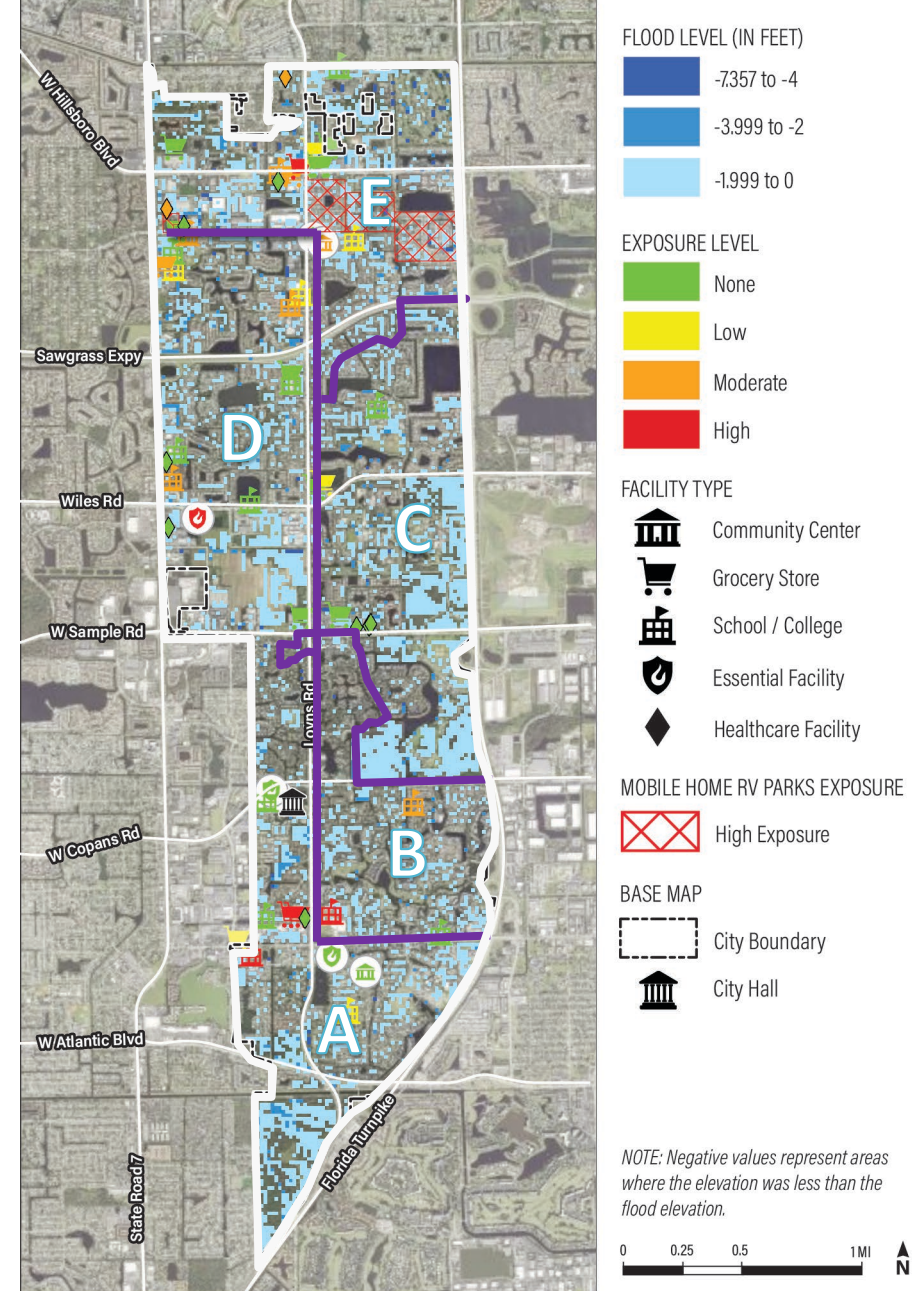 W Hillsboro Blvd
E
Sawgrass Expy
D
Wiles Rd
C
W Sample Rd
Loyns Rd
W Copans Rd
B
A
W Atlantic Blvd
Florida Turnpike
State Road 7
FLOOD LEVEL (IN FEET)
-7.357 to -4
-3.999 to -2
-1.999 to 0
EXPOSURE LEVEL
None
Low
Moderate
High
FACILITY TYPE
Community Center
Grocery Store
School / College
Essential Facility
Healthcare Facility
MOBILE HOME RV PARKS EXPOSURE
High Exposure
BASE MAP
City Boundary
City Hall
NOTE: Negative values represent areas
where the elevation was less than the
flood elevation.
0 0.25 0.5 1 MI
N